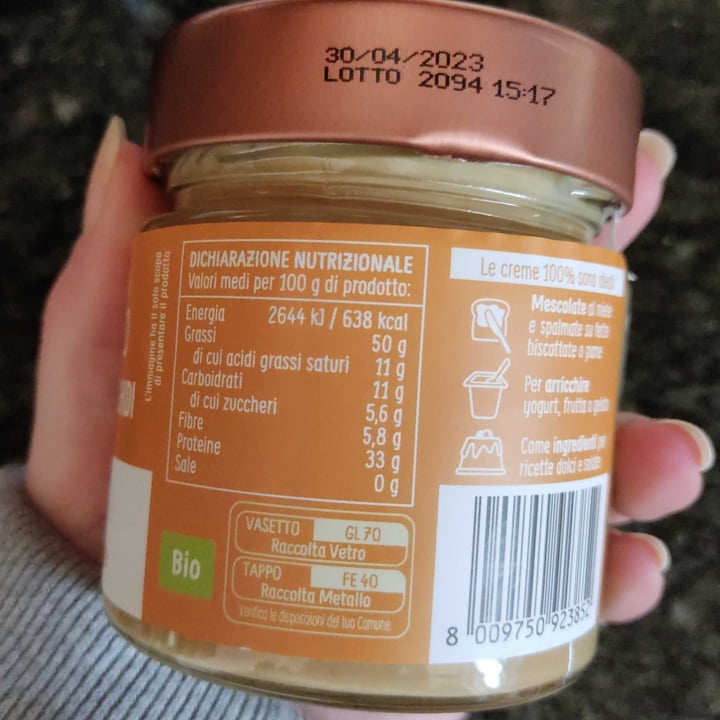 30/04/2023
LOTTO 2094 15:17
L'immagine ha il solo scopo
di presentare il prodotto
DICHIARAZIONE NUTRIZIONALE
Valori medi per 100 g di prodotto:
Energia 2644 kJ / 638 kcal
Grassi 50 g
di cui acidi grassi saturi 11 g
Carboidrati 11 g
di cui zuccheri 5,6 g
Fibre 5,8 g
Proteine 33 g
Sale 0 g
Bio
VASETTO GL 70
Raccolta Vetro
TAPPO FE 40
Raccolta Metallo
Verifica le disposizioni del tuo Comune
Le creme 100% sono ideali
Mescolate al miele
e spalmate su fette
biscottate o pane
Per arricchire
yogurt, frutta o gelato
Come ingredienti per
ricette dolci e salate
8 009750 923852